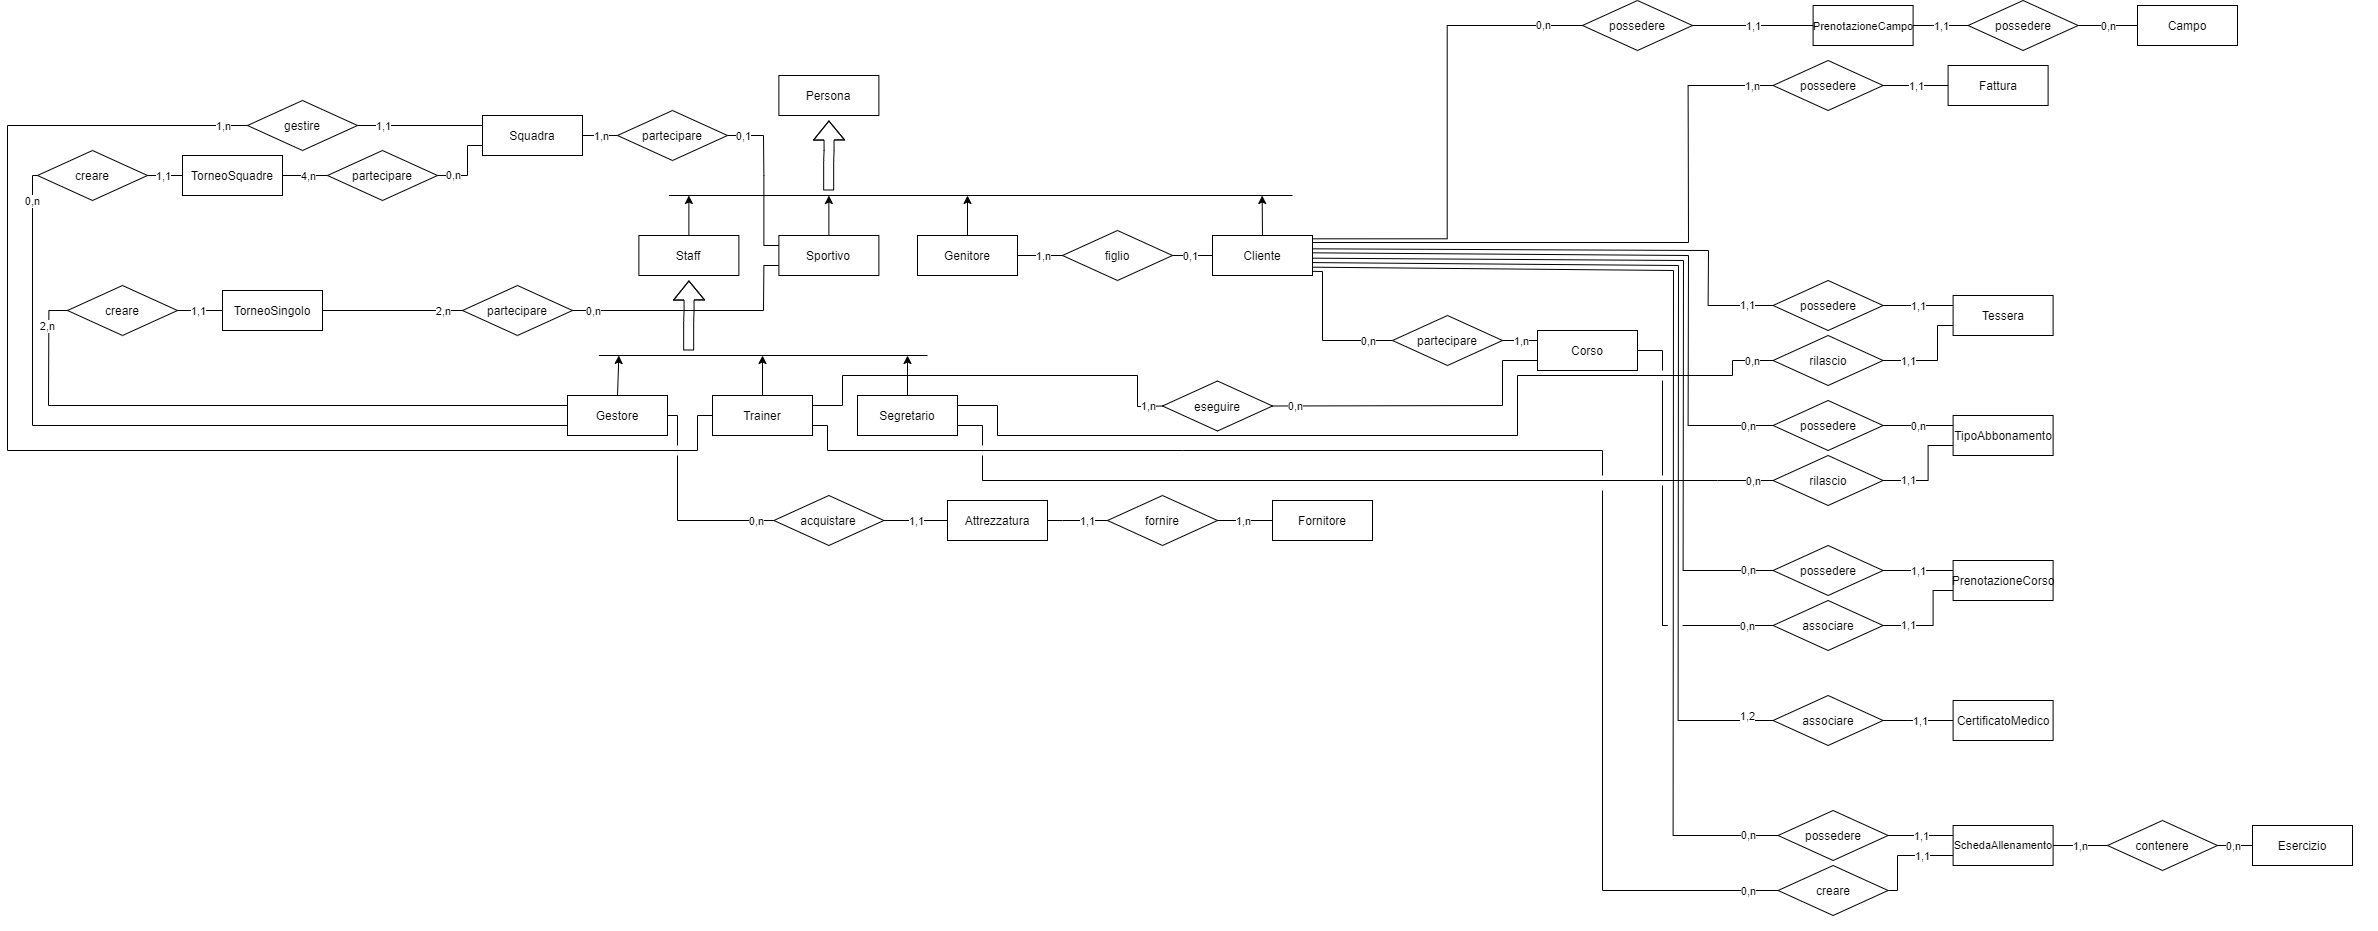 0,n
possedere
1,1
PrenotazioneCampo
1,1
possedere
0,n
Campo
Persona
1,n
possedere
1,1
Fattura
1,n
gestire
1,1
Squadra
1,n
partecipare
0,1
creare
1,1
TorneoSquadre
4,n
partecipare
0,n
0,n
Staff
Sportivo
Genitore
1,n
figlio
0,1
Cliente
creare
1,1
TorneoSingolo
2,n
partecipare
0,n
2,n
1,1
possedere
1,1
Tessera
0,n
partecipare
1,n
Corso
0,n
rilascio
1,1
Gestore
Trainer
Segretario
1,n
eseguire
0,n
0,n
possedere
0,n
TipoAbbonamento
0,n
rilascio
1,1
0,n
acquistare
1,1
Attrezzatura
1,1
fornire
1,n
Fornitore
0,n
possedere
1,1
PrenotazioneCorso
0,n
associare
1,1
1,2
associare
1,1
CertificatoMedico
0,n
possedere
1,1
SchedaAllenamento
1,n
contenere
0,n
Esercizio
1,1
0,n
creare